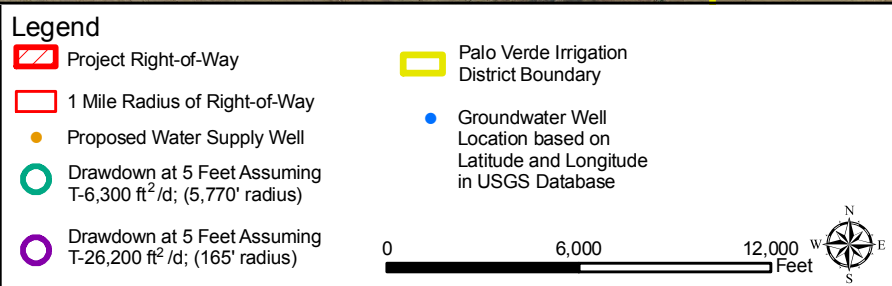 Legend
Project Right-of-Way
1 Mile Radius of Right-of-Way
Proposed Water Supply Well
Drawdown at 5 Feet Assuming
T-6,300 ft²/d; (5,770' radius)
Drawdown at 5 Feet Assuming
T-26,200 ft² /d; (165' radius)
Palo Verde Irrigation
District Boundary
Groundwater Well
Location based on
Latitude and Longitude
in USGS Database
0 6,000 12,000
Feet
N
W E
S